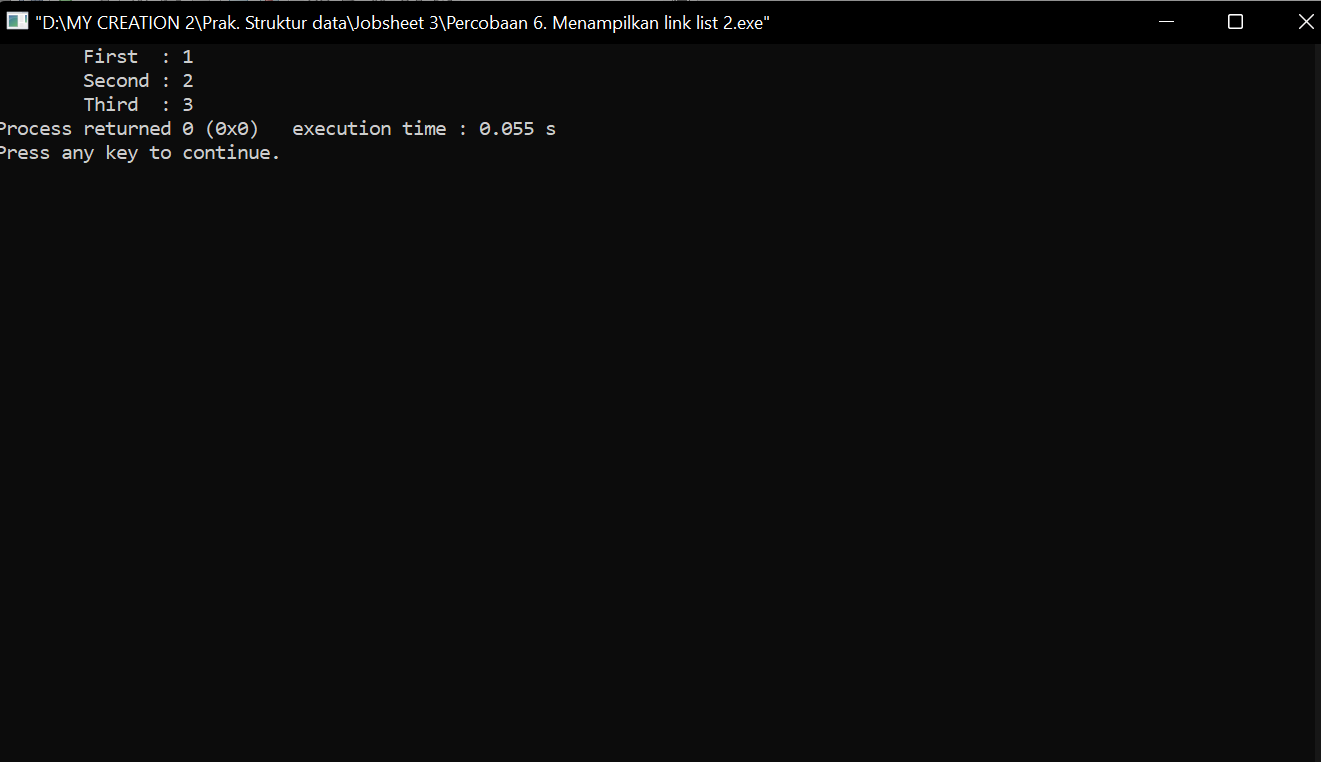 "D:\MY CREATION 2\Prak. Struktur data\Jobsheet 3\Percobaan 6. Menampilkan link list 2.exe"
First  : 1
Second : 2
Third  : 3
Process returned 0 (0x0)   execution time : 0.055 s
Press any key to continue.